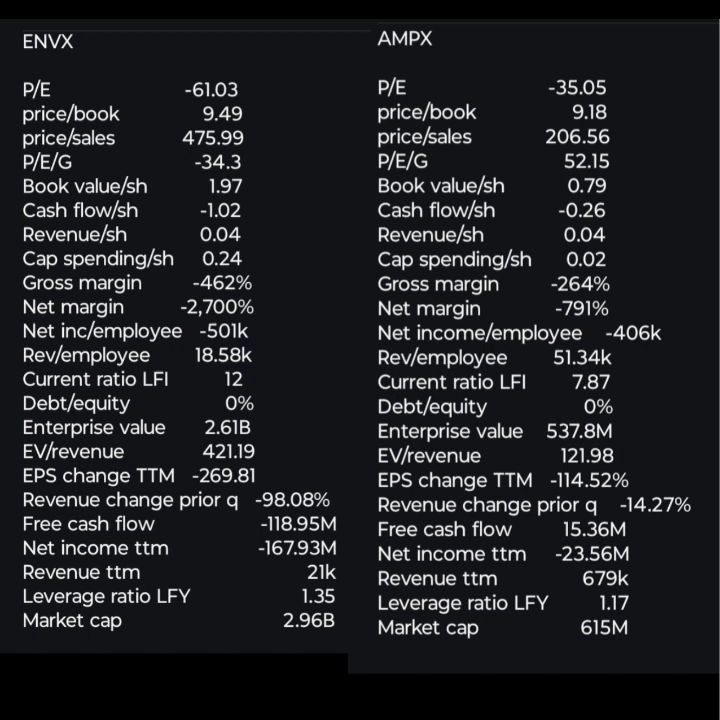 ENVX
P/E -61.03
price/book 9.49
price/sales 475.99
P/E/G -34.3
Book value/sh 1.97
Cash flow/sh -1.02
Revenue/sh 0.04
Cap spending/sh 0.24
Gross margin -462%
Net margin -2,700%
Net inc/employee -501k
Rev/employee 18.58k
Current ratio LFI 12
Debt/equity 0%
Enterprise value 2.61B
EV/revenue 421.19
EPS change TTM -269.81
Revenue change prior q -98.08%
Free cash flow -118.95M
Net income ttm -167.93M
Revenue ttm 21k
Leverage ratio LFY 1.35
Market cap 2.96B
AMPX
P/E -35.05
price/book 9.18
price/sales 206.56
P/E/G 52.15
Book value/sh 0.79
Cash flow/sh -0.26
Revenue/sh 0.04
Cap spending/sh 0.02
Gross margin -264%
Net margin -791%
Net income/employee -406k
Rev/employee 51.34k
Current ratio LFI 7.87
Debt/equity 0%
Enterprise value 537.8M
EV/revenue 121.98
EPS change TTM -114.52%
Revenue change prior q -14.27%
Free cash flow 15.36M
Net income ttm -23.56M
Revenue ttm 679k
Leverage ratio LFY 1.17
Market cap 615M